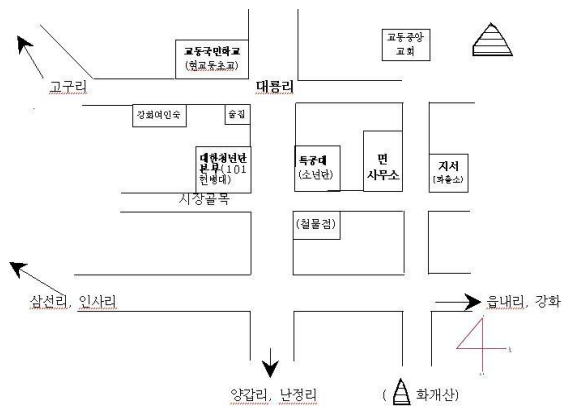 교동국민학교
(현교동초교)
교동중앙
교회
고구리
대룡리
강화여인숙
술집
대한청년단
본부(101
헌병대)
특공대
(소년단)
면
사무소
지서
[파출소]
시장골목
(철물점)
삼선리, 인사리
읍내리, 강화
양갑리, 난정리
( 화개산)